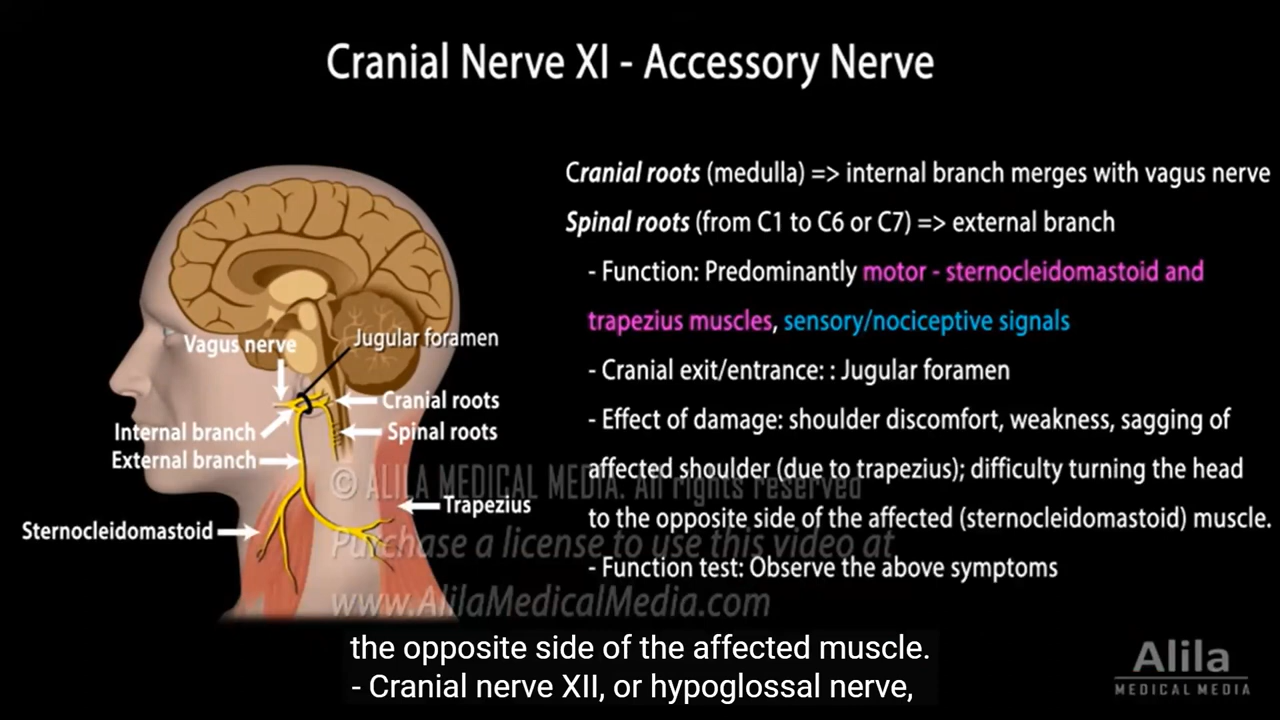 Cranial Nerve XI - Accessory Nerve
Cranial roots (medulla) => internal branch merges with vagus nerve
Spinal roots (from C1 to C6 or C7) => external branch
- Function: Predominantly motor - sternocleidomastoid and
trapezius muscles, sensory/nociceptive signals
- Cranial exit/entrance: : Jugular foramen
- Effect of damage: shoulder discomfort, weakness, sagging of
affected shoulder (due to trapezius); difficulty turning the head
to the opposite side of the affected (sternocleidomastoid) muscle.
- Function test: Observe the above symptoms
Jugular foramen
Vagus nerve
Cranial roots
Internal branch
Spinal roots
External branch
Trapezius
Sternocleidomastoid
© ALILA MEDICAL MEDIA. All rights reserved
Purchase a license to use this video at
www.AlilaMedicalMedia.com
the opposite side of the affected muscle.
- Cranial nerve XII, or hypoglossal nerve,
Alila
MEDICAL MEDIA